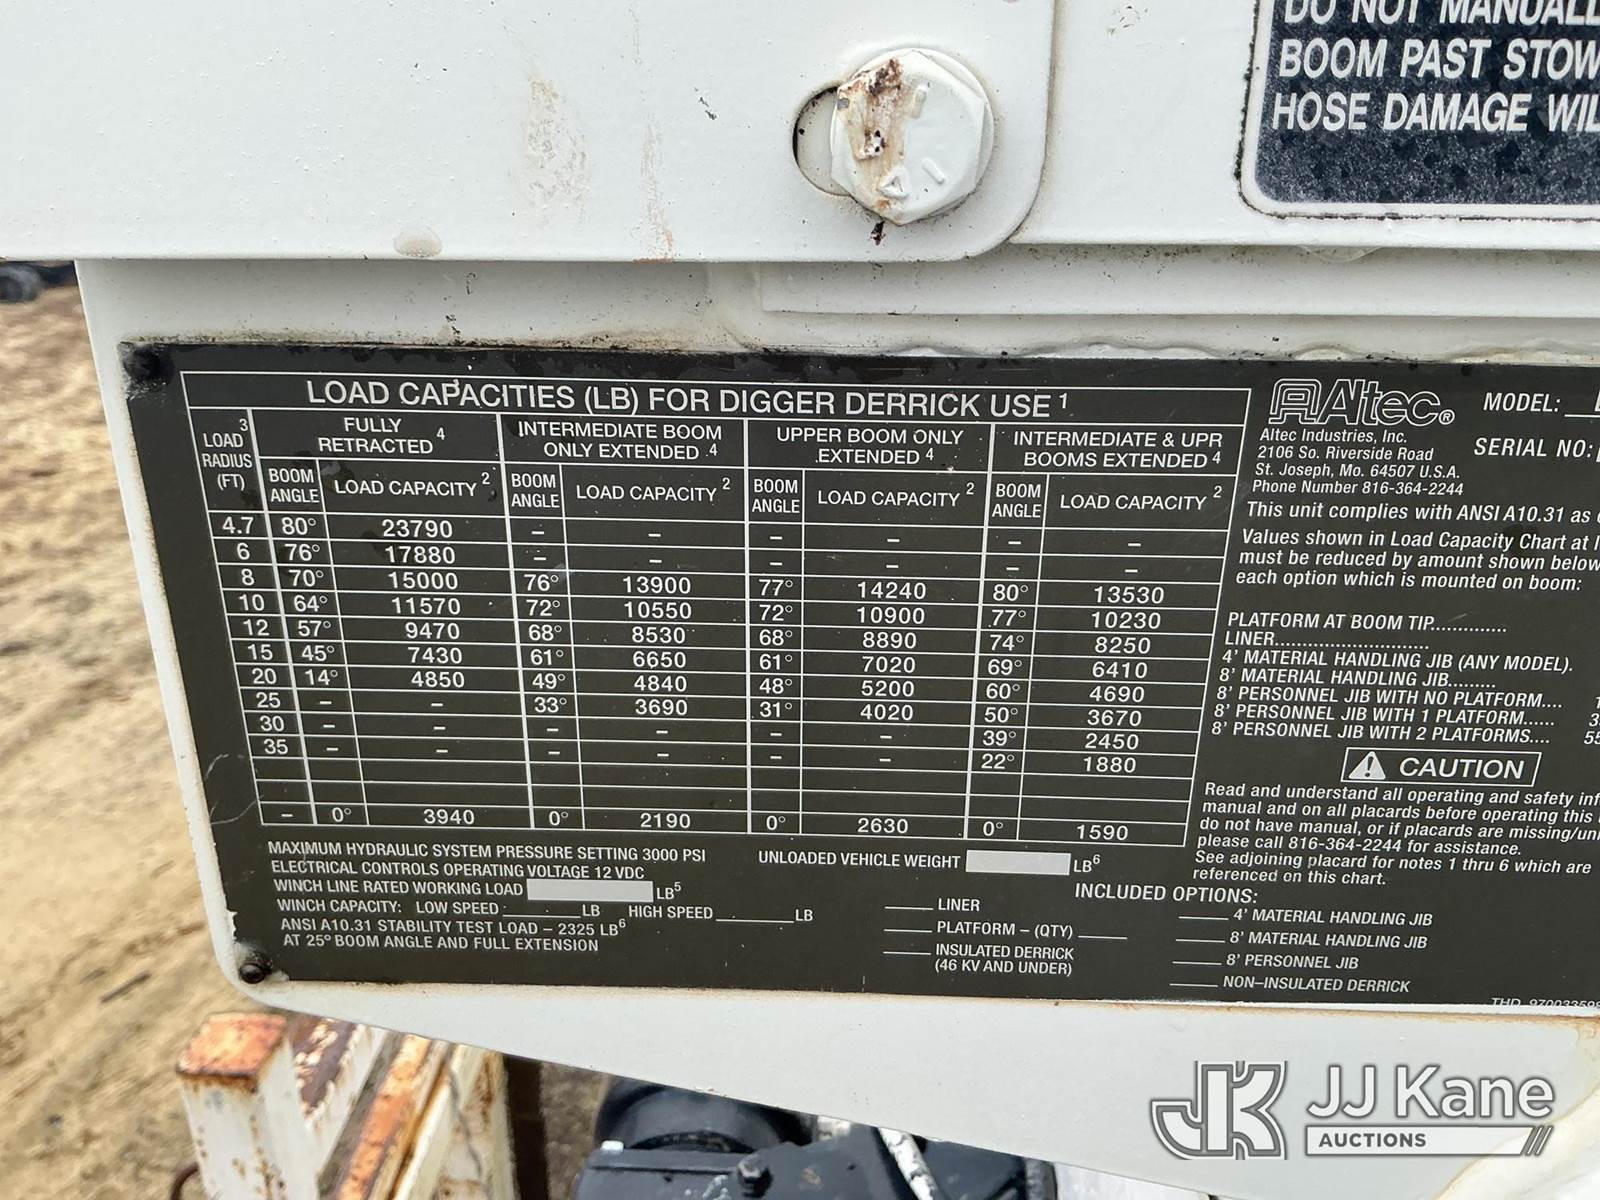 DO NOT MANUALL
BOOM PAST STOW
HOSE DAMAGE WIL
LOAD CAPACITIES (LB) FOR DIGGER DERRICK USE 1
3 LOAD RADIUS (FT)
FULLY RETRACTED 4
INTERMEDIATE BOOM ONLY EXTENDED 4
UPPER BOOM ONLY EXTENDED 4
INTERMEDIATE & UPR BOOMS EXTENDED 4
BOOM ANGLE LOAD CAPACITY 2 BOOM ANGLE LOAD CAPACITY 2 BOOM ANGLE LOAD CAPACITY 2 BOOM ANGLE LOAD CAPACITY 2
4.7 80° 23790 – – – – – –
6 76° 17880 – – – – – –
8 70° 15000 76° 13900 77° 14240 80° 13530
10 64° 11570 72° 10550 72° 10900 77° 10230
12 57° 9470 68° 8530 68° 8890 74° 8250
15 45° 7430 61° 6650 61° 7020 69° 6410
20 14° 4850 49° 4840 48° 5200 60° 4690
25 – – 33° 3690 31° 4020 50° 3670
30 – – – – – – 39° 2450
35 – – – – – – 22° 1880
– 0° 3940 0° 2190 0° 2630 0° 1590
MAXIMUM HYDRAULIC SYSTEM PRESSURE SETTING 3000 PSI
ELECTRICAL CONTROLS OPERATING VOLTAGE 12 VDC
WINCH LINE RATED WORKING LOAD LB5
WINCH CAPACITY: LOW SPEED ______ LB HIGH SPEED ______ LB
ANSI A10.31 STABILITY TEST LOAD – 2325 LB6
AT 25° BOOM ANGLE AND FULL EXTENSION
UNLOADED VEHICLE WEIGHT LB6
INCLUDED OPTIONS:
____ LINER
____ PLATFORM – (QTY) ____
____ INSULATED DERRICK
(46 KV AND UNDER)
____ 4' MATERIAL HANDLING JIB
____ 8' MATERIAL HANDLING JIB
____ 8' PERSONNEL JIB
____ NON–INSULATED DERRICK
Altec®
Altec Industries, Inc.
2106 So. Riverside Road
St. Joseph, Mo. 64507 U.S.A.
Phone Number 816-364-2244
MODEL:
SERIAL NO:
This unit complies with ANSI A10.31 as
Values shown in Load Capacity Chart at
must be reduced by amount shown below
each option which is mounted on boom:
PLATFORM AT BOOM TIP..............
LINER..............................
4' MATERIAL HANDLING JIB (ANY MODEL).
8' MATERIAL HANDLING JIB.........
8' PERSONNEL JIB WITH NO PLATFORM....
8' PERSONNEL JIB WITH 1 PLATFORM......
8' PERSONNEL JIB WITH 2 PLATFORMS.... 55
CAUTION
Read and understand all operating and safety inf
manual and on all placards before operating this
do not have manual, or if placards are missing/un
please call 816-364-2244 for assistance.
See adjoining placard for notes 1 thru 6 which are
referenced on this chart.
THD
JK JJ Kane
AUCTIONS